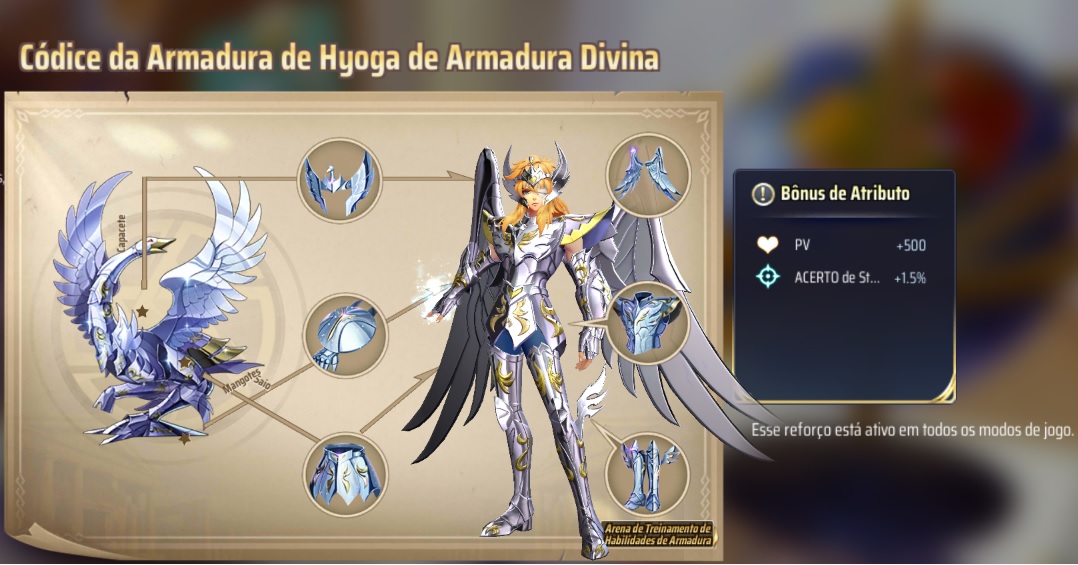 Códice da Armadura de Hyoga de Armadura Divina
Capacete
Mangotes
Saio
Arena de Treinamento de
Habilidades de Armadura
Bônus de Atributo
PV +500
ACERTO de St... +1.5%
Esse reforço está ativo em todos os modos de jogo.